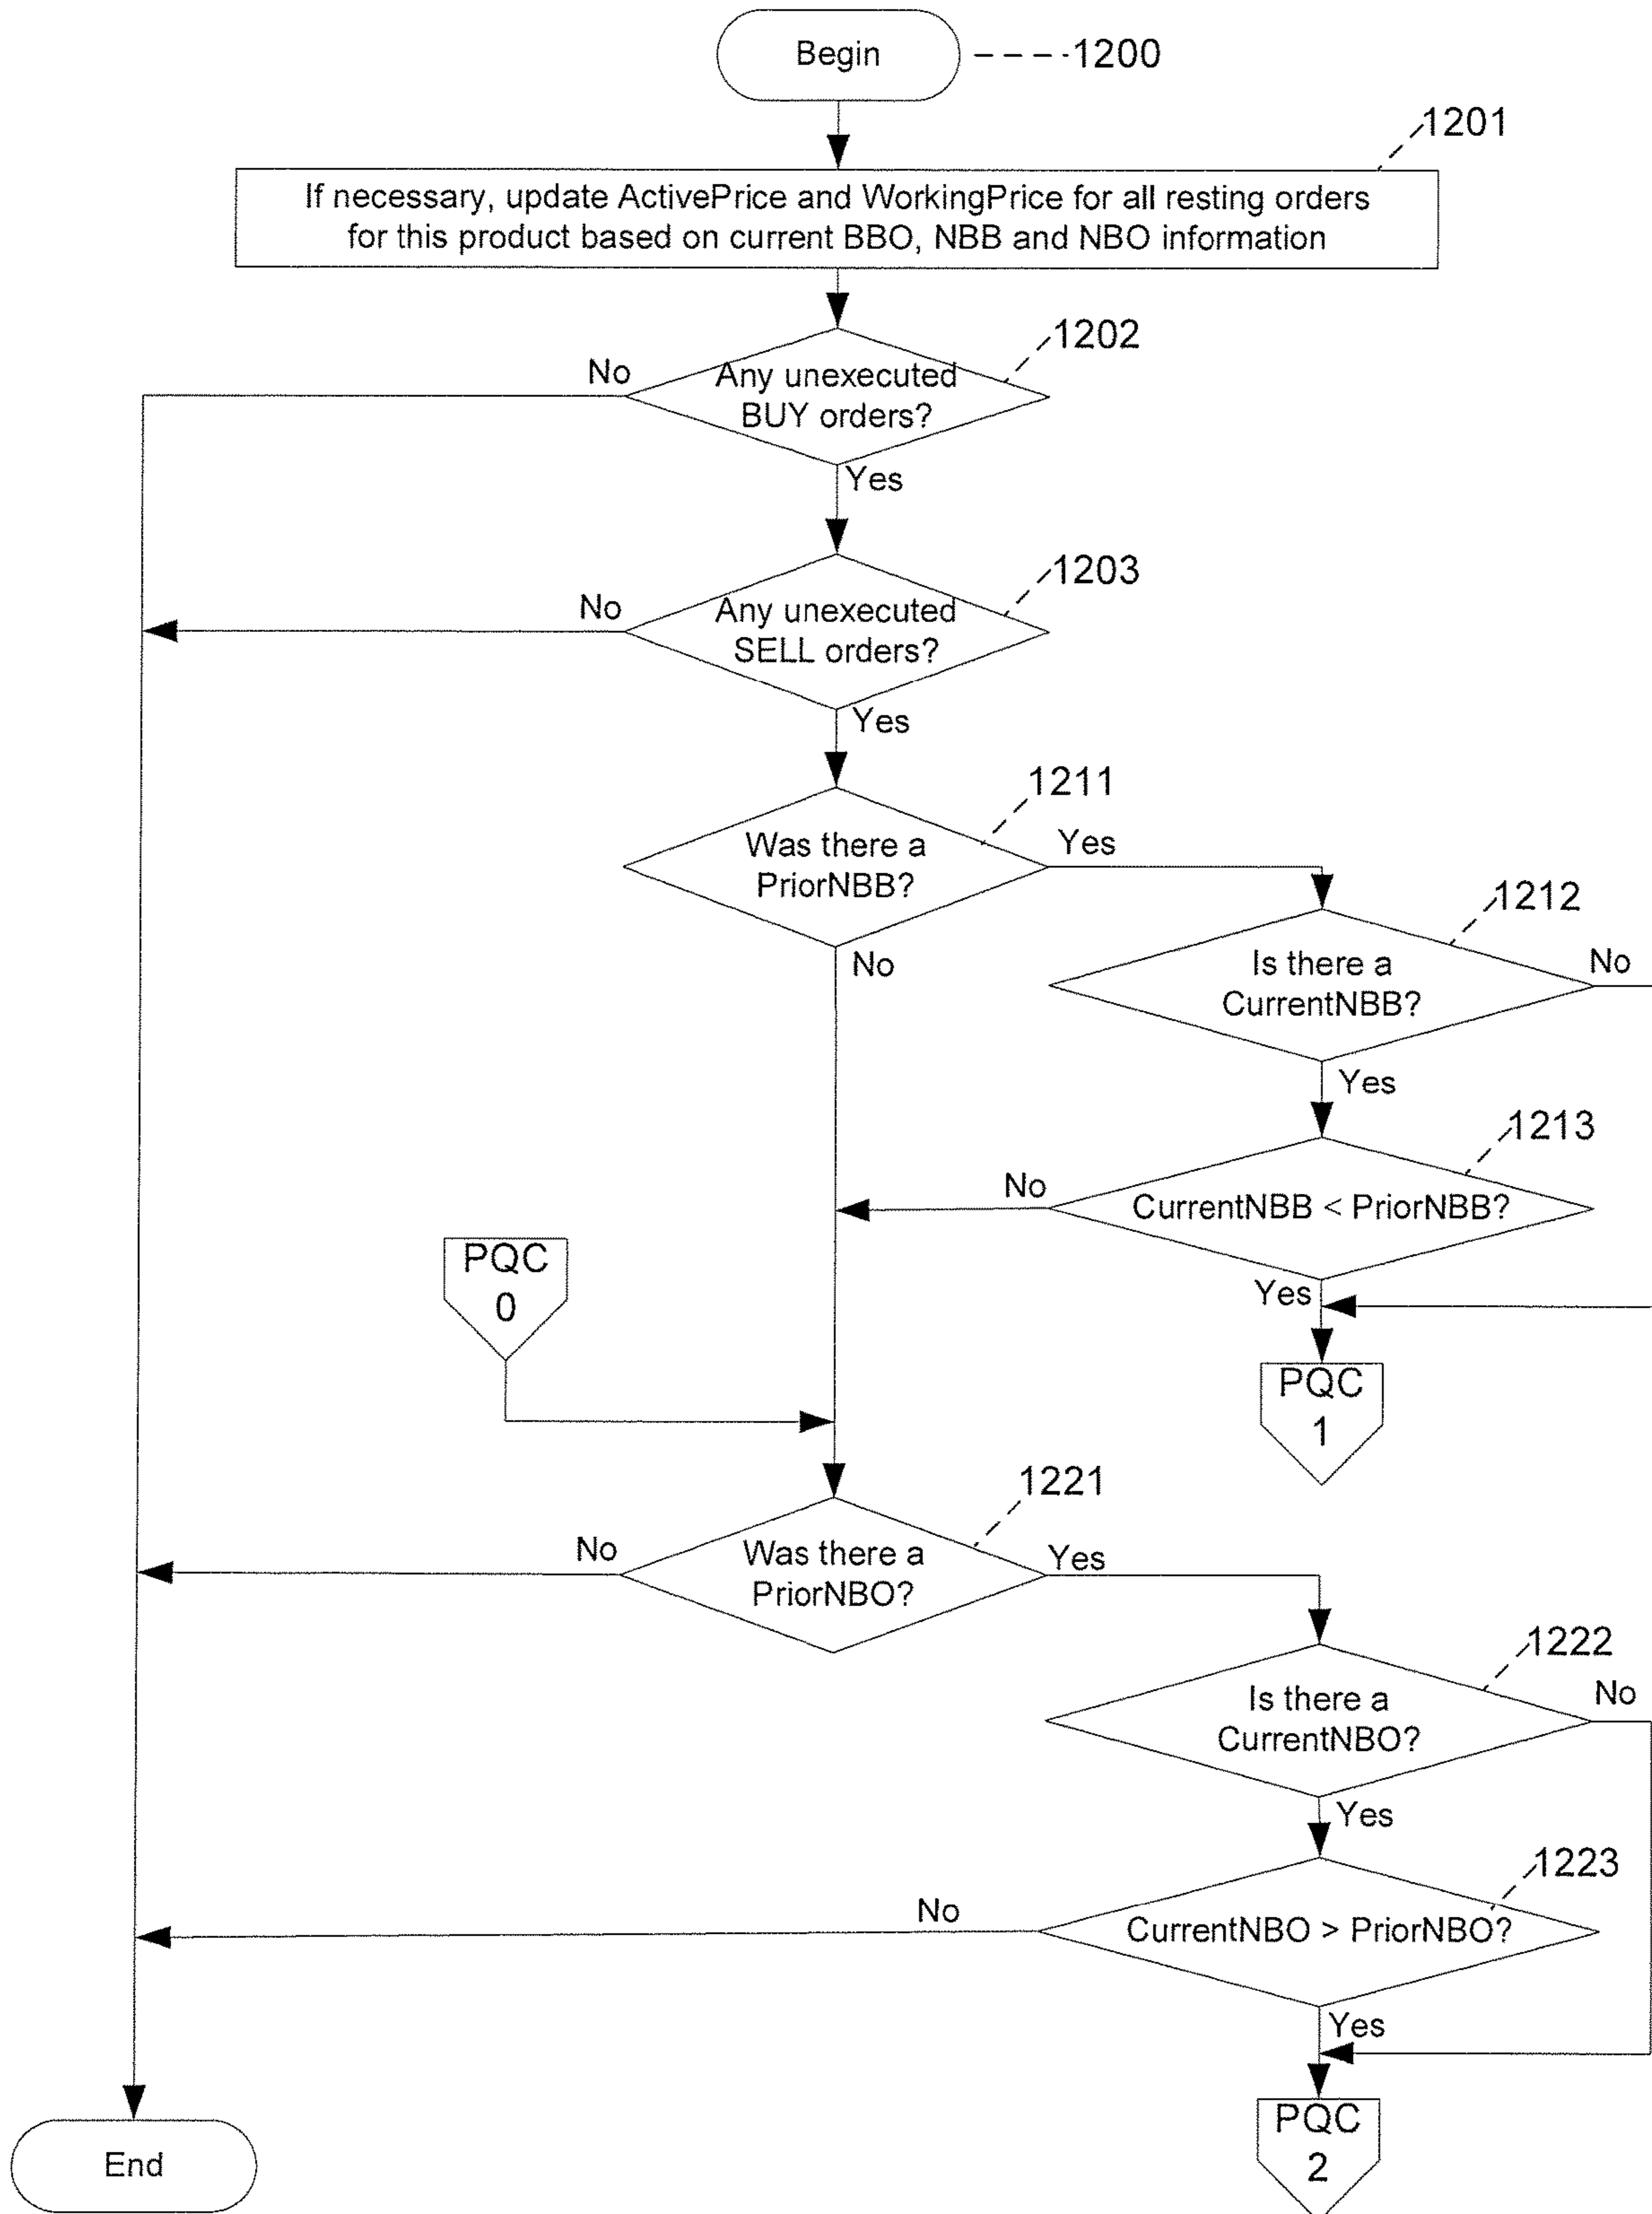 Begin
1200
1201
If necessary, update ActivePrice and WorkingPrice for all resting orders
for this product based on current BBO, NBB and NBO information
1202
No
Any unexecuted
BUY orders?
Yes
1203
No
Any unexecuted
SELL orders?
Yes
1211
Was there a
PriorNBB?
Yes
No
1212
Is there a
CurrentNBB?
No
Yes
1213
No
CurrentNBB < PriorNBB?
Yes
PQC
0
PQC
1
1221
No
Was there a
PriorNBO?
Yes
1222
Is there a
CurrentNBO?
No
Yes
1223
No
CurrentNBO > PriorNBO?
Yes
PQC
2
End